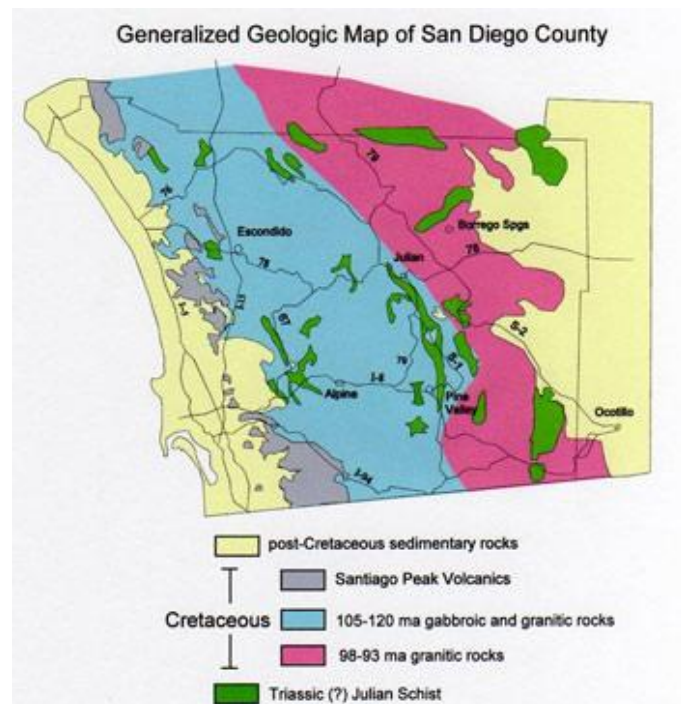 Generalized Geologic Map of San Diego County
79
76
Escondido
Borrego Spgs
78
78
Julian
I-5
I-15
67
S-2
79
S-1
I-8
Alpine
Pine
Valley
Ocotillo
I-94
post-Cretaceous sedimentary rocks
Santiago Peak Volcanics
Cretaceous
105-120 ma gabbroic and granitic rocks
98-93 ma granitic rocks
Triassic (?) Julian Schist